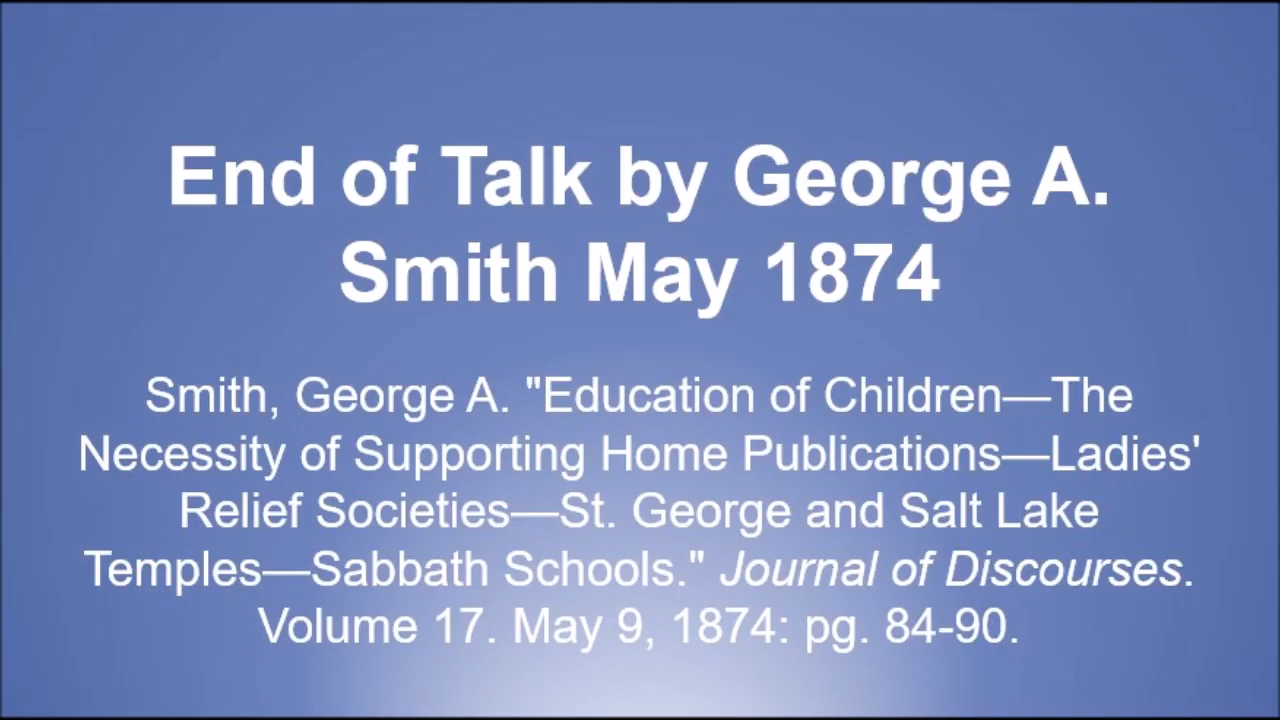 End of Talk by George A.
Smith May 1874
Smith, George A. "Education of Children—The
Necessity of Supporting Home Publications—Ladies'
Relief Societies—St. George and Salt Lake
Temples—Sabbath Schools." Journal of Discourses.
Volume 17. May 9, 1874: pg. 84-90.